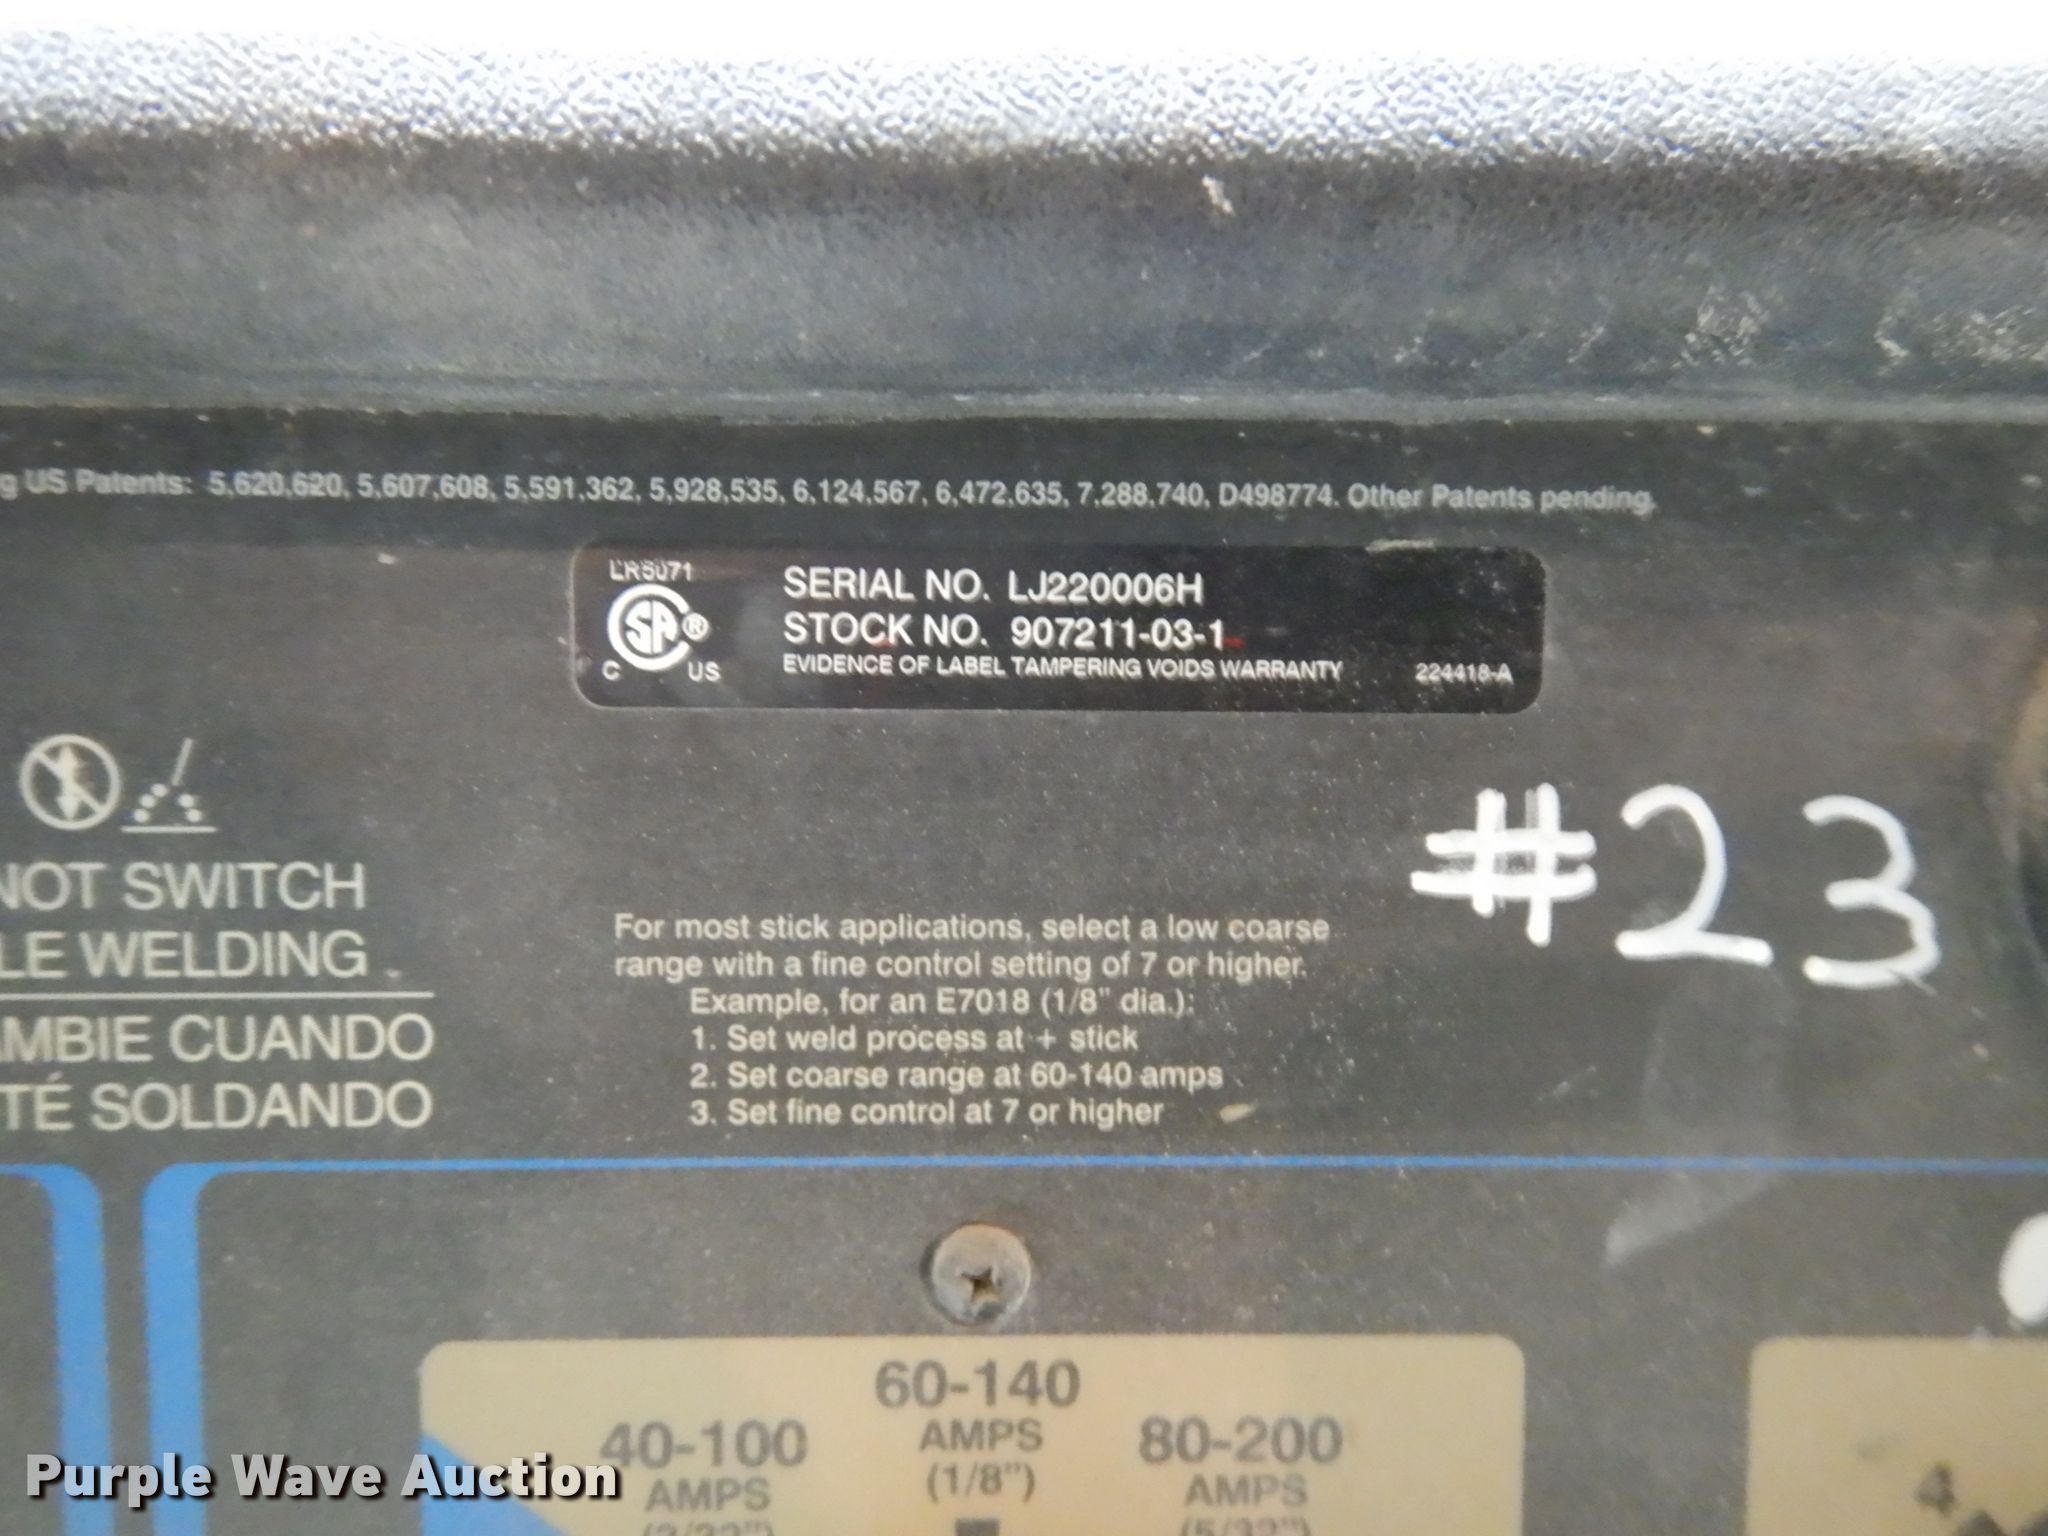 US Patents: 5,620,620, 5,607,608, 5,591,362, 5,928,535, 6,124,567, 6,472,635, 7,288,740, D498774. Other Patents pending.
LR5071
SA®
C US
SERIAL NO. LJ220006H
STOCK NO. 907211-03-1
EVIDENCE OF LABEL TAMPERING VOIDS WARRANTY 224418-A
#23
NOT SWITCH
WELDING
CUANDO
SOLDANDO
For most stick applications, select a low coarse
range with a fine control setting of 7 or higher.
Example, for an E7018 (1/8" dia.):
1. Set weld process at + stick
2. Set coarse range at 60-140 amps
3. Set fine control at 7 or higher
60-140
AMPS
(1/8")
40-100
AMPS
80-200
AMPS
(5/32")
4
Purple Wave Auction